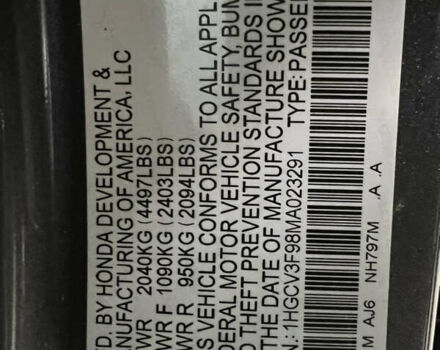 D. BY HONDA DEVELOPMENT &
NUFACTURING OF AMERICA, LLC
WR 2040KG (4497LBS)
WR F 1090KG (2403LBS)
WR R 950KG (2094LBS)
S VEHICLE CONFORMS TO ALL APPL
DERAL MOTOR VEHICLE SAFETY, BUM
D THEFT PREVENTION STANDARDS I
THE DATE OF MANUFACTURE SHOW
N.: 1HGCV3F98MA023291 TYPE: PASSE
M AJ6 NH797M .A .A